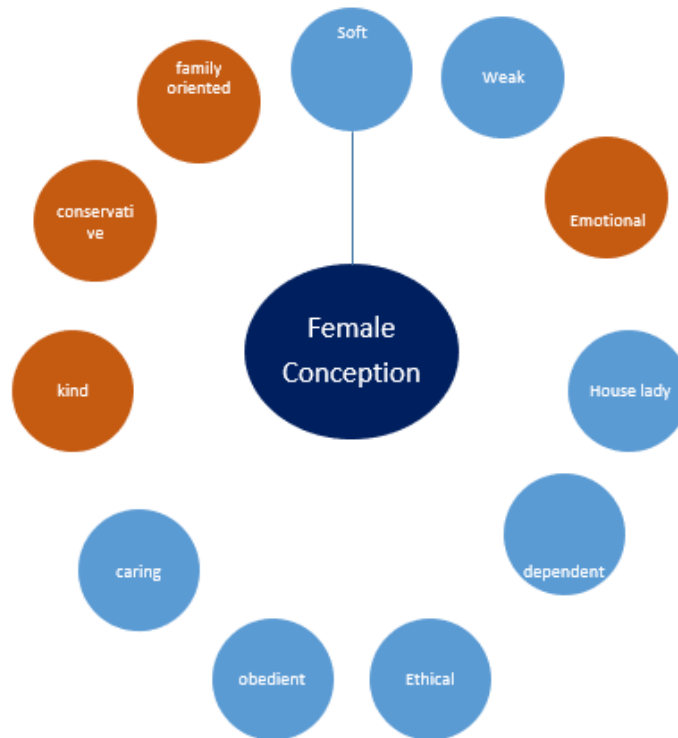 Soft
Weak
Emotional
House lady
dependent
Ethical
obedient
caring
kind
conservati
ve
family
oriented
Female
Conception